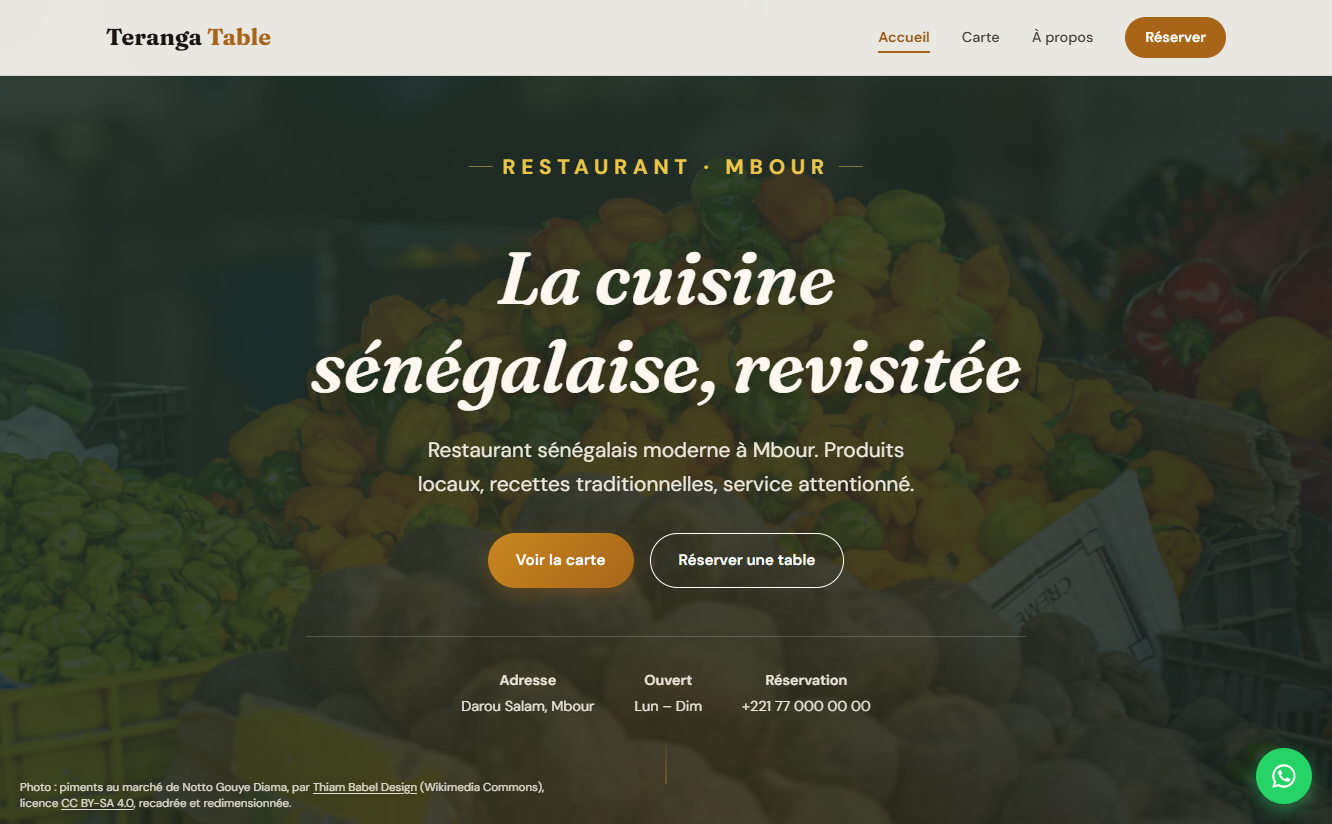 Teranga Table
Accueil
Carte
À propos
Réserver
RESTAURANT · MBOUR
La cuisine
sénégalaise, revisitée
Restaurant sénégalais moderne à Mbour. Produits
locaux, recettes traditionnelles, service attentionné.
Voir la carte
Réserver une table
CREME
Adresse
Darou Salam, Mbour
Ouvert
Lun – Dim
Réservation
+221 77 000 00 00
Photo : piments au marché de Notto Gouye Diama, par Thiam Babel Design (Wikimedia Commons),
licence CC BY-SA 4.0, recadrée et redimensionnée.